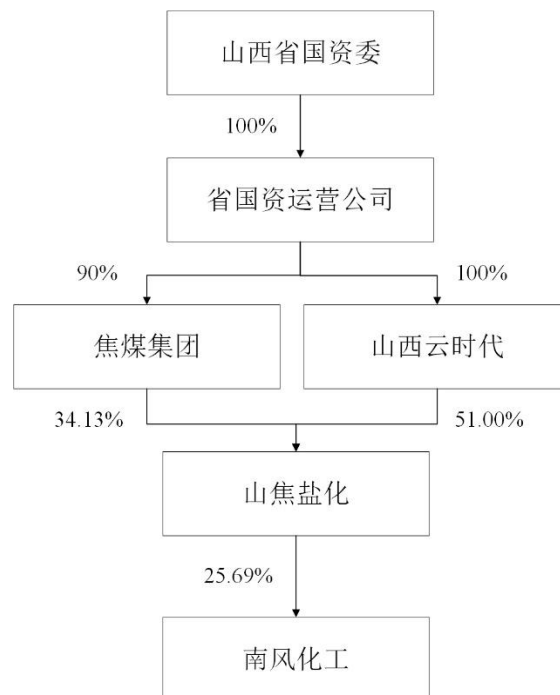 山西省国资委
100%
省国资运营公司
90%
100%
焦煤集团
山西云时代
34.13%
51.00%
山焦盐化
25.69%
南风化工